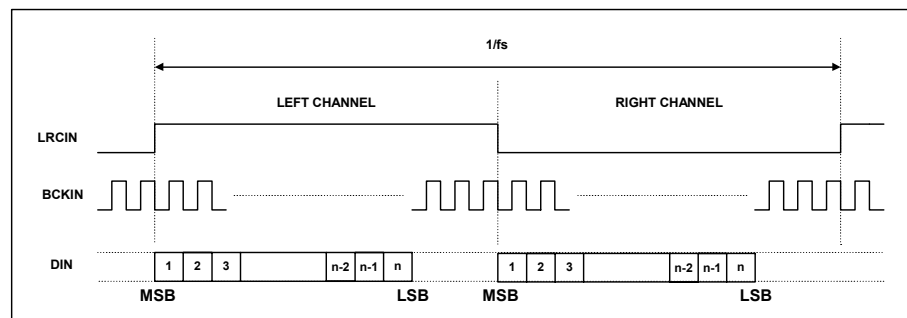 1/fs
LEFT CHANNEL RIGHT CHANNEL
LRCIN
BCKIN
DIN 1 2 3 n-2 n-1 n 1 2 3 n-2 n-1 n
MSB LSB MSB LSB